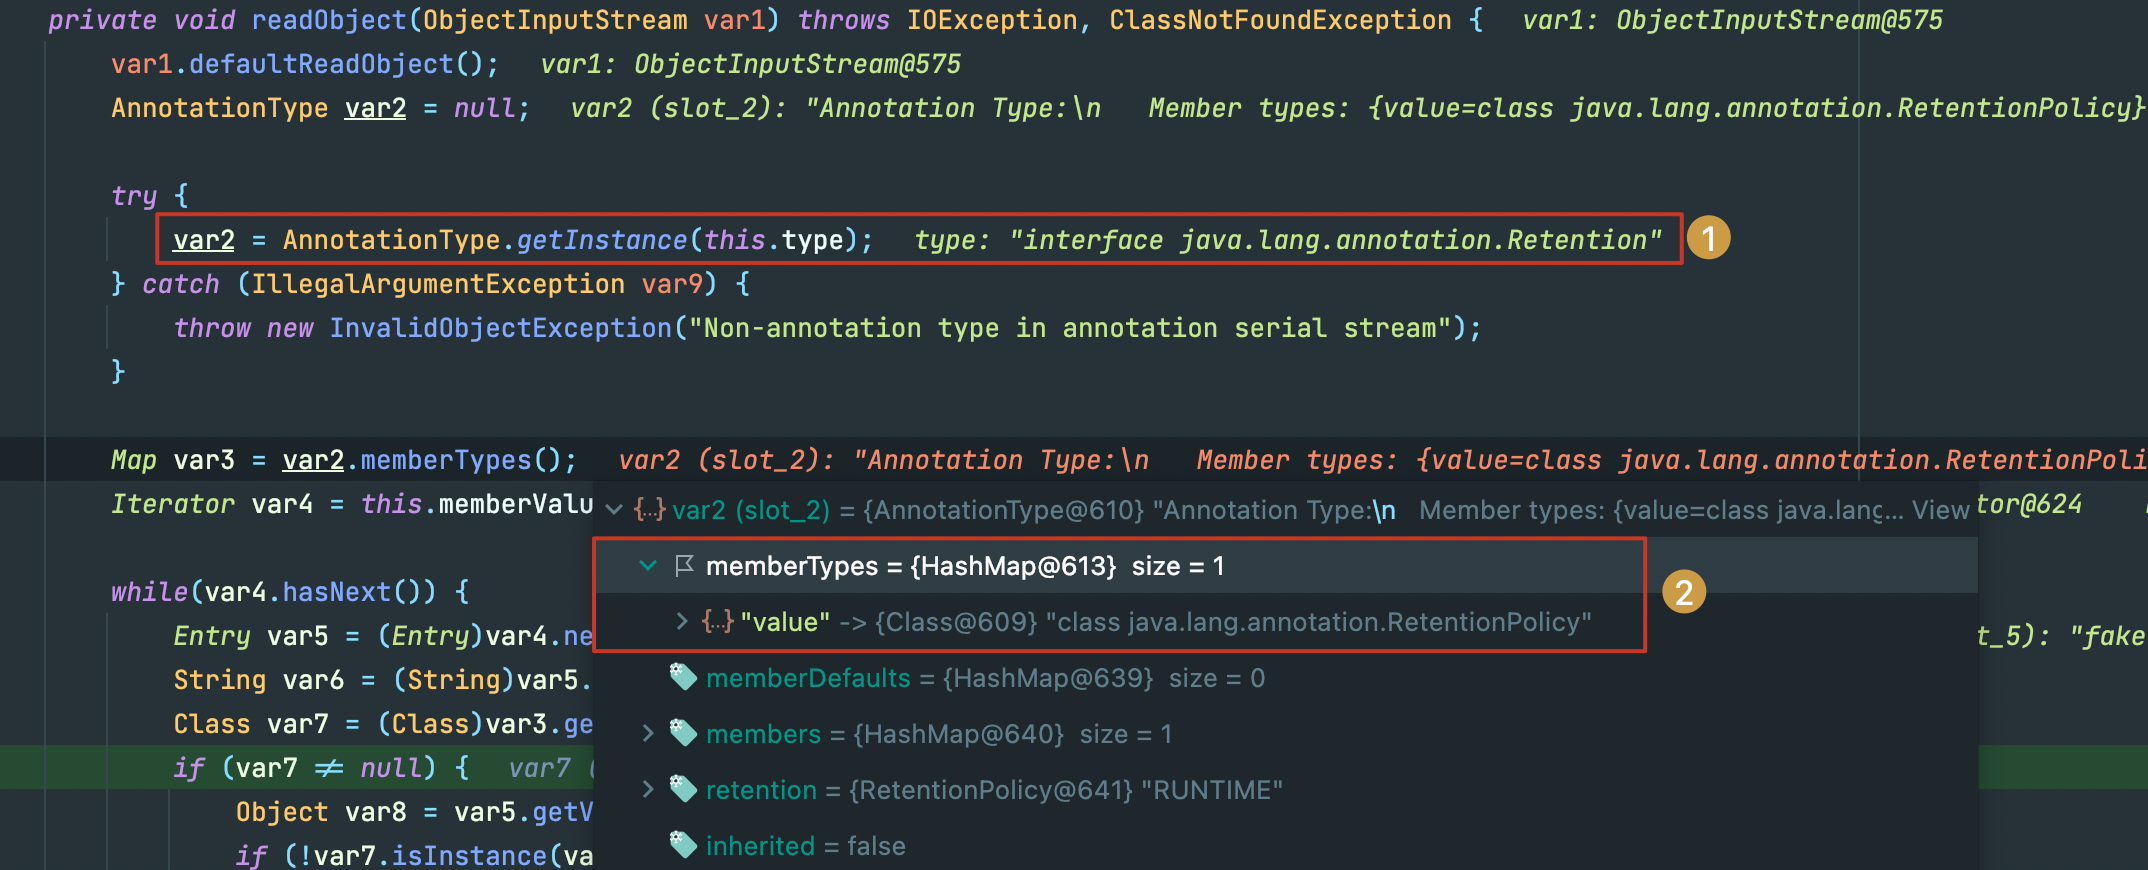 private void readObject(ObjectInputStream var1) throws IOException, ClassNotFoundException {   var1: ObjectInputStream@575
var1.defaultReadObject();   var1: ObjectInputStream@575
AnnotationType var2 = null;   var2 (slot_2): "Annotation Type:\n   Member types: {value=class java.lang.annotation.RetentionPolicy}
try {
var2 = AnnotationType.getInstance(this.type);   type: "interface java.lang.annotation.Retention"   1
} catch (IllegalArgumentException var9) {
throw new InvalidObjectException("Non-annotation type in annotation serial stream");
}
Map var3 = var2.memberTypes();   var2 (slot_2): "Annotation Type:\n   Member types: {value=class java.lang.annotation.RetentionPoli
Iterator var4 = this.memberValu   tor@624
var2 (slot_2) = {AnnotationType@610} "Annotation Type:\n   Member types: {value=class java.lang... View
memberTypes = {HashMap@613}  size = 1
while(var4.hasNext()) {   2
"value" -> {Class@609} "class java.lang.annotation.RetentionPolicy"
Entry var5 = (Entry)var4.ne   t_5): "fake
String var6 = (String)var5.
memberDefaults = {HashMap@639}  size = 0
Class var7 = (Class)var3.ge
members = {HashMap@640}  size = 1
if (var7 ≠ null) {   var7 (
retention = {RetentionPolicy@641} "RUNTIME"
Object var8 = var5.getV
if (!var7.isInstance(va
inherited = false